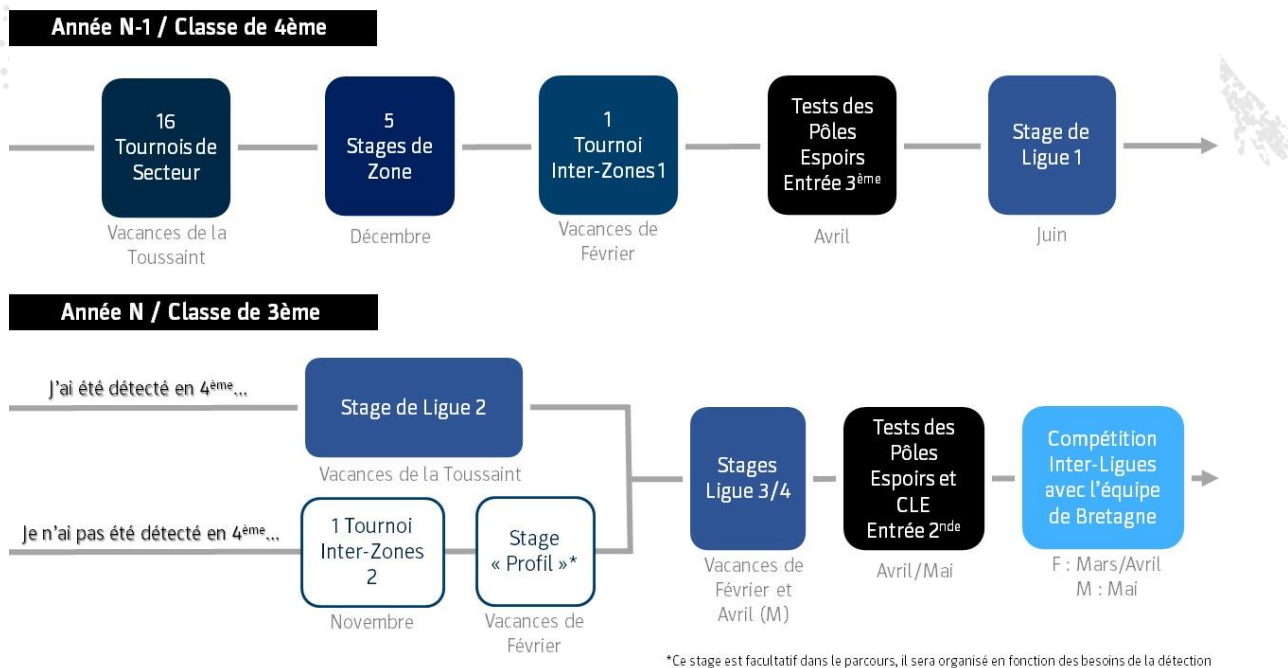 Année N-1 / Classe de 4ème
16
Tournois de
Secteur
Vacances de la
Toussaint
5
Stages de
Zone
Décembre
1
Tournoi
Inter-Zones 1
Vacances de
Février
Tests des
Pôles
Espoirs
Entrée 3ème
Avril
Stage de
Ligue 1
Juin
Année N / Classe de 3ème
J'ai été détecté en 4ème...
Stage de Ligue 2
Vacances de la Toussaint
Je n'ai pas été détecté en 4ème...
1 Tournoi
Inter-Zones
2
Novembre
Stage
« Profil »*
Vacances de
Février
Stages
Ligue 3/4
Vacances de
Février et
Avril (M)
Tests des
Pôles
Espoirs et
CLE
Entrée 2nde
Avril/Mai
Compétition
Inter-Ligues
avec l'équipe
de Bretagne
F : Mars/Avril
M : Mai
*Ce stage est facultatif dans le parcours, il sera organisé en fonction des besoins de la détection